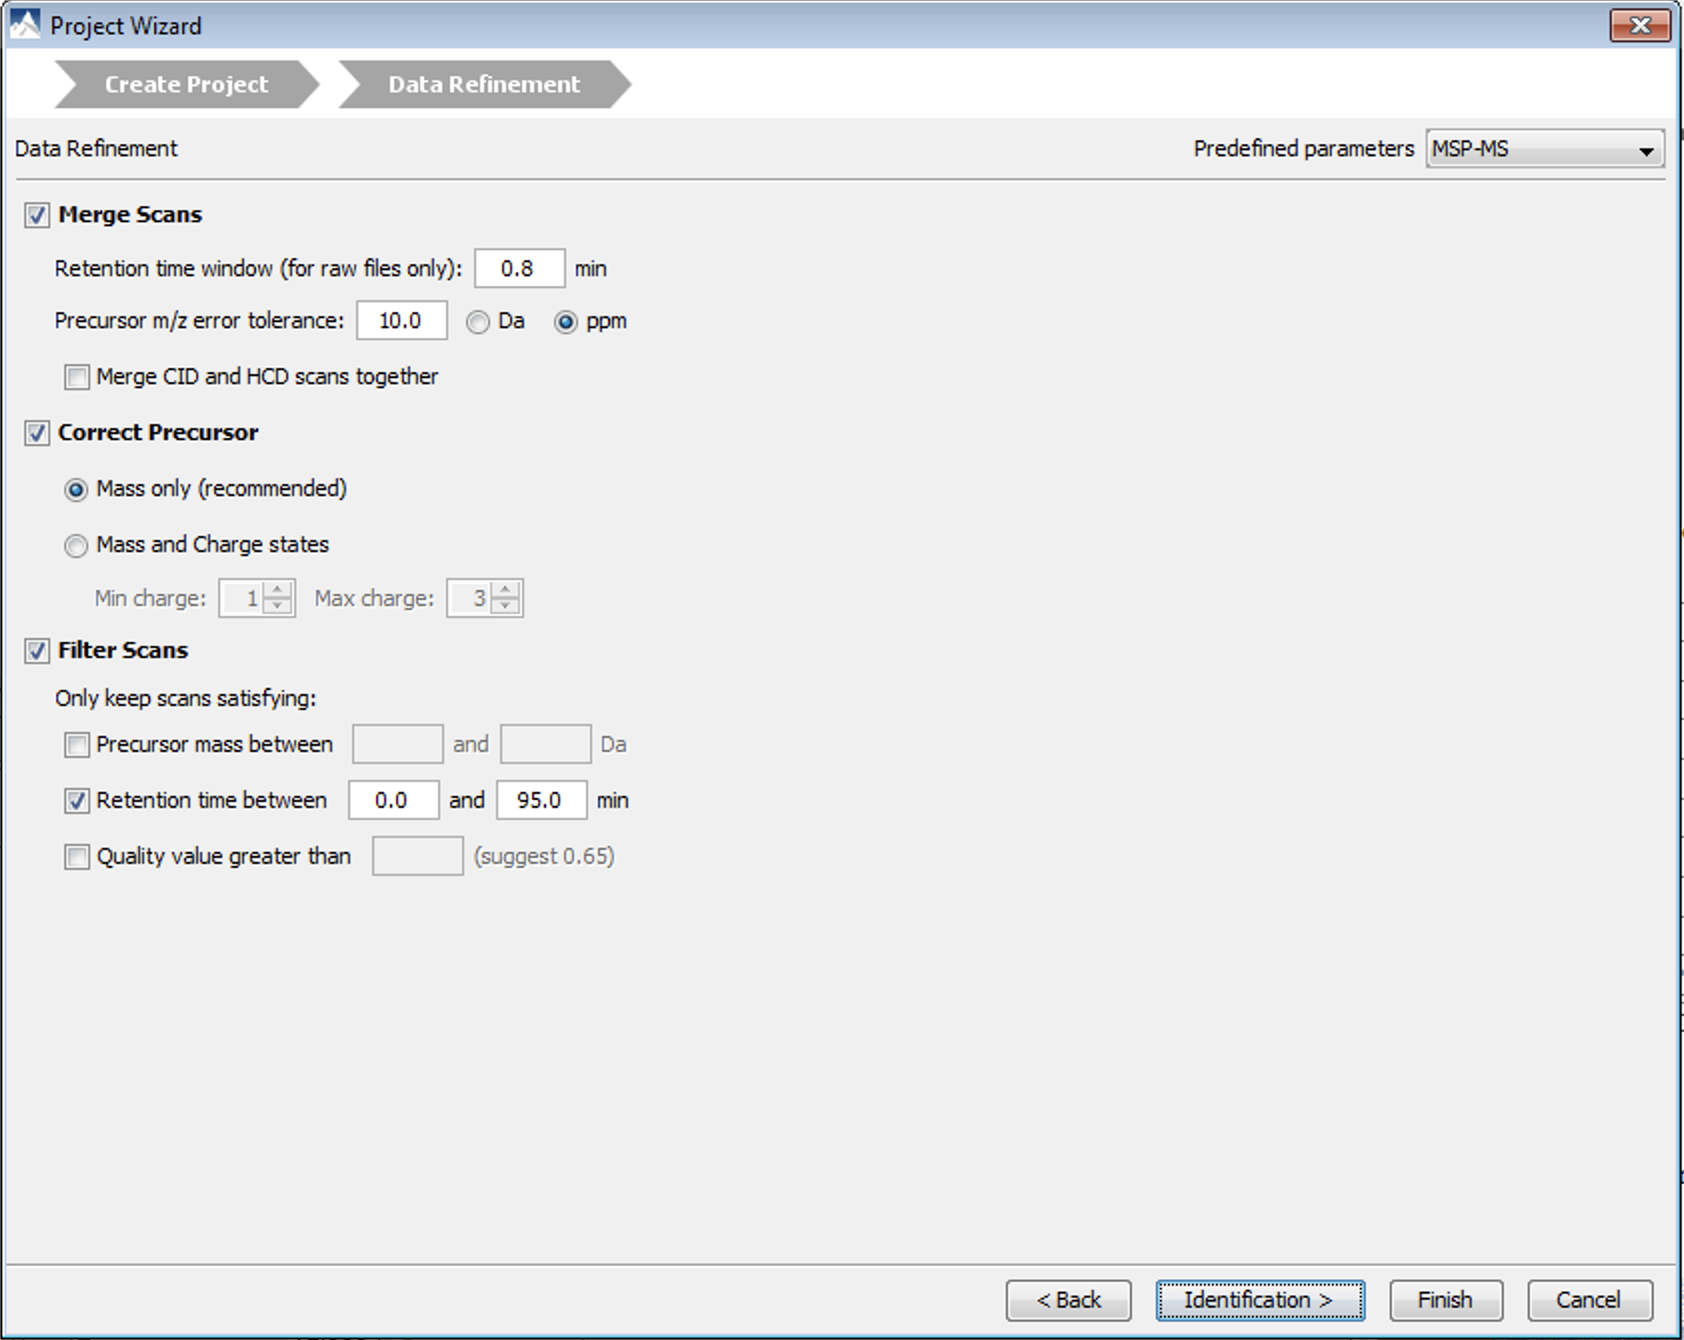 Project Wizard
Create Project
Data Refinement
Data Refinement
Predefined parameters MSP-MS
Merge Scans
Retention time window (for raw files only): 0.8 min
Precursor m/z error tolerance: 10.0 Da ppm
Merge CID and HCD scans together
Correct Precursor
Mass only (recommended)
Mass and Charge states
Min charge: 1 Max charge: 3
Filter Scans
Only keep scans satisfying:
Precursor mass between and Da
Retention time between 0.0 and 95.0 min
Quality value greater than (suggest 0.65)
< Back Identification > Finish Cancel